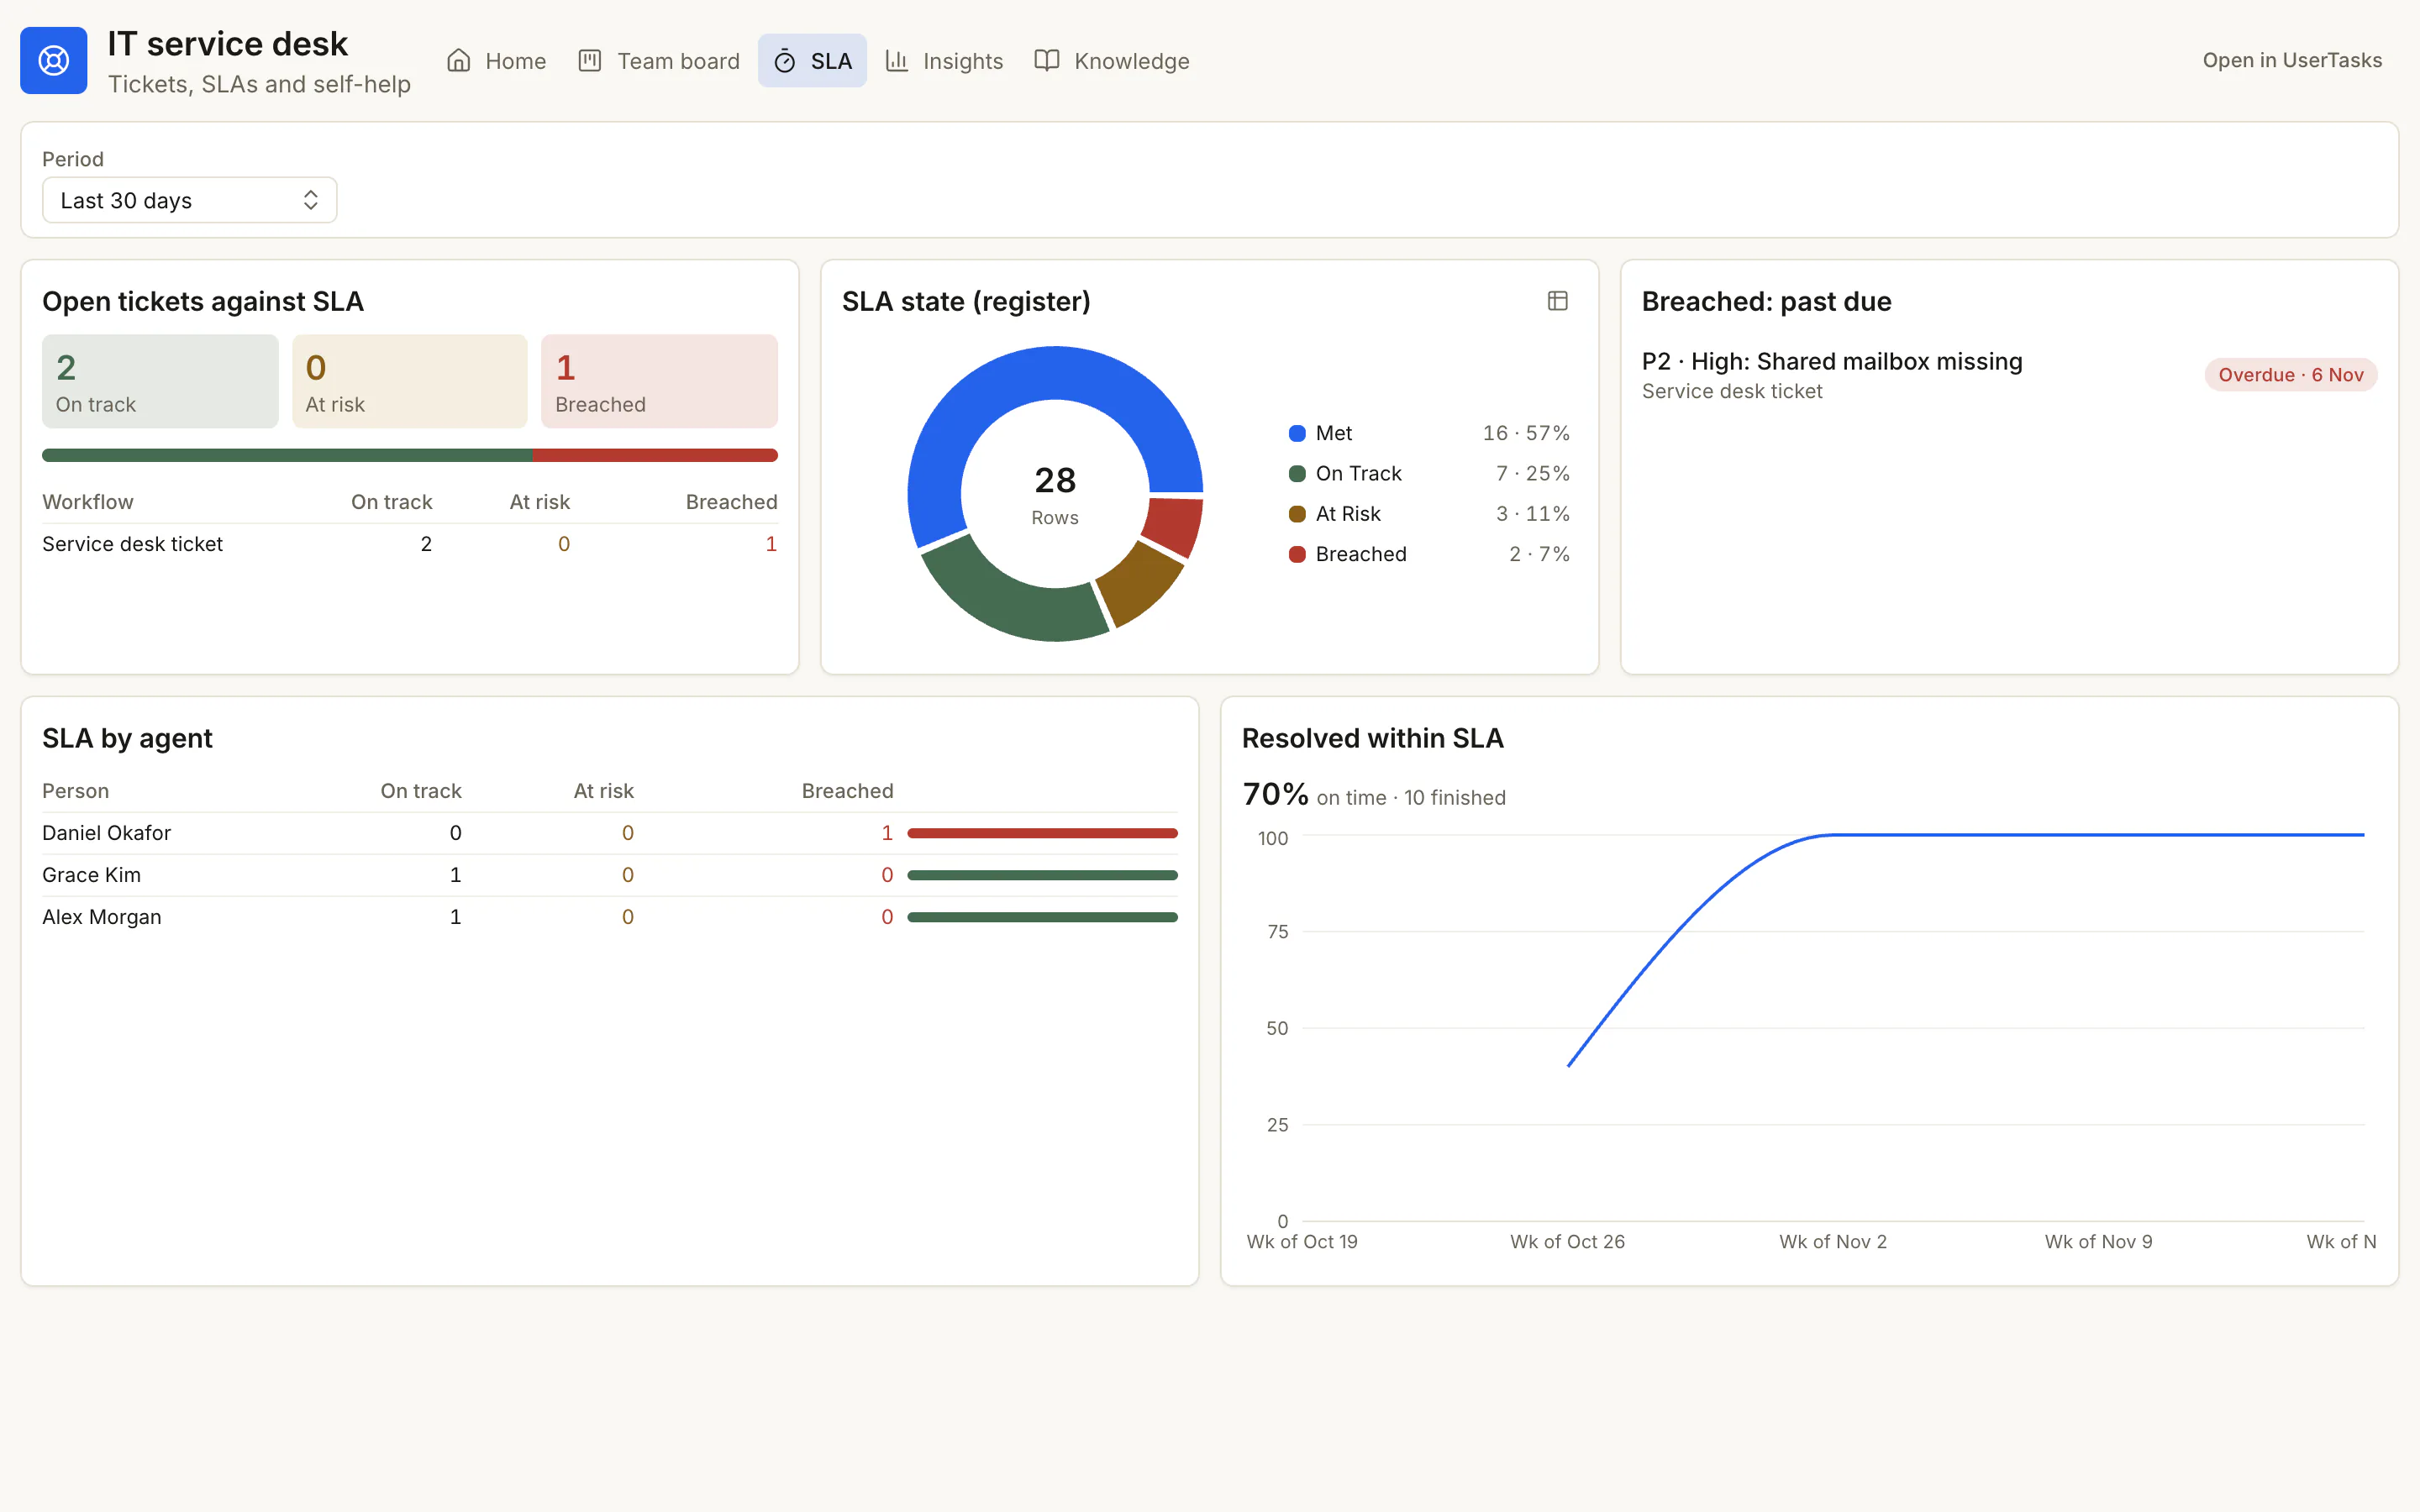 IT service desk
Tickets, SLAs and self-help
Home
Team board
SLA
Insights
Knowledge
Open in UserTasks
Period
Last 30 days
Open tickets against SLA
2
On track
0
At risk
1
Breached
Workflow On track At risk Breached
Service desk ticket 2 0 1
SLA state (register)
28
Rows
Met 16 · 57%
On Track 7 · 25%
At Risk 3 · 11%
Breached 2 · 7%
Breached: past due
P2 · High: Shared mailbox missing
Service desk ticket
Overdue · 6 Nov
SLA by agent
Person On track At risk Breached
Daniel Okafor 0 0 1
Grace Kim 1 0 0
Alex Morgan 1 0 0
Resolved within SLA
70% on time · 10 finished
100
75
50
25
0
Wk of Oct 19 Wk of Oct 26 Wk of Nov 2 Wk of Nov 9 Wk of N